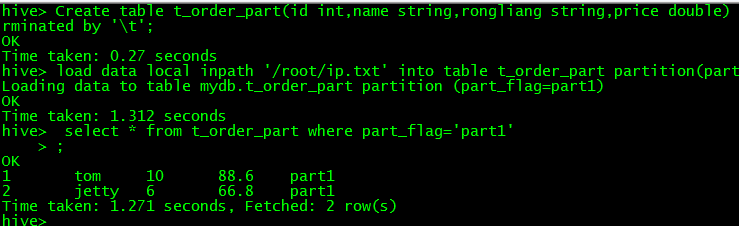 hive> Create table t_order_part(id int,name string,rongliang string,price double)
rminated by '\t';
OK
Time taken: 0.27 seconds
hive> load data local inpath '/root/ip.txt' into table t_order_part partition(part
Loading data to table mydb.t_order_part partition (part_flag=part1)
OK
Time taken: 1.312 seconds
hive>  select * from t_order_part where part_flag='part1'
    > ;
OK
1       tom     10      88.6    part1
2       jetty   6       66.8    part1
Time taken: 1.271 seconds, Fetched: 2 row(s)
hive>